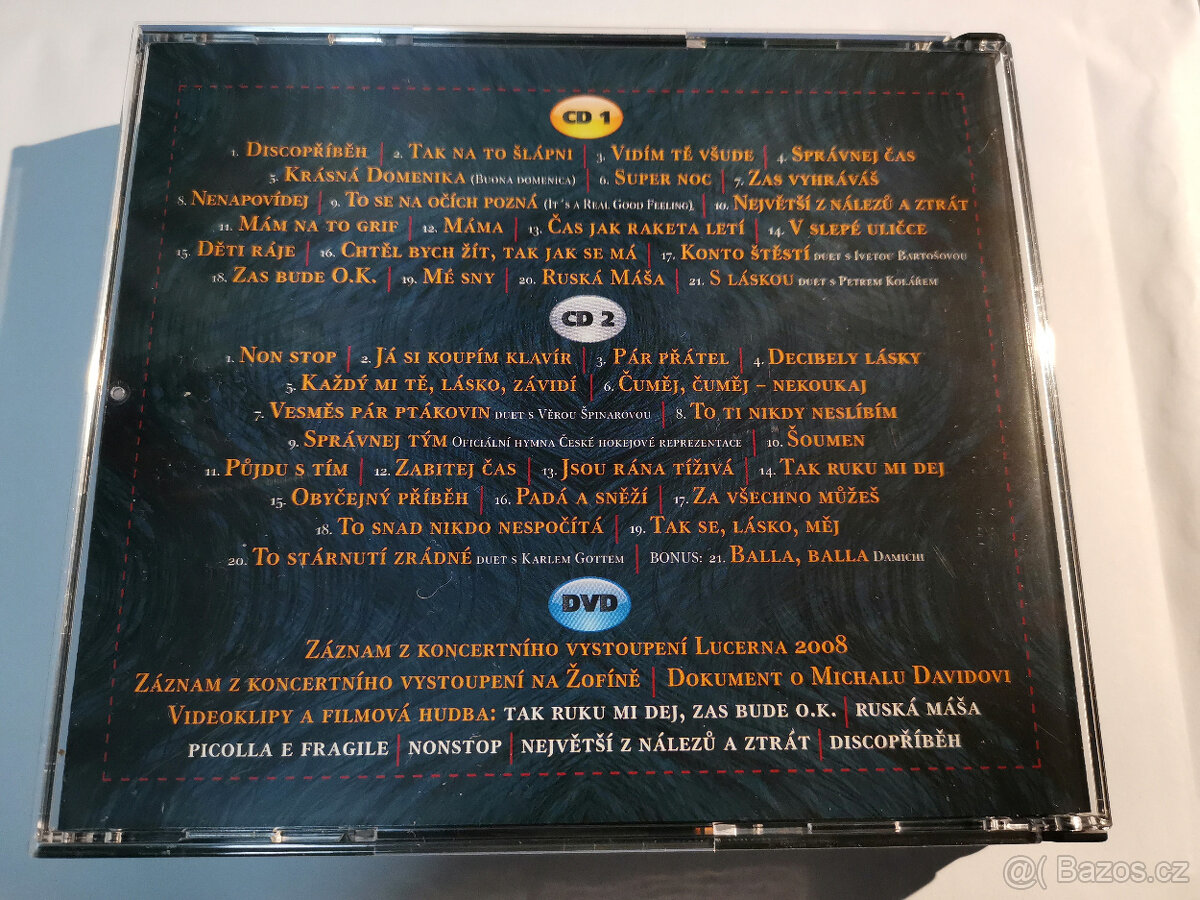 CD 1
1. Discopříběh | 2. Tak na to šlápni | 3. Vidím tě všude | 4. Správnej čas
5. Krásná Domenika (Buona domenica) | 6. Super noc | 7. Zas vyhráváš
8. Nenapovídej | 9. To se na očích pozná (It´s a Real Good Feeling) | 10. Největší z nálezů a ztrát
11. Mám na to grif | 12. Máma | 13. Čas jak raketa letí | 14. V slepé uličce
15. Děti ráje | 16. Chtěl bych žít, tak jak se má | 17. Konto štěstí duet s Ivetou Bartošovou
18. Zas bude O.K. | 19. Mé sny | 20. Ruská Máša | 21. S láskou duet s Petrem Kolářem
CD 2
1. Non stop | 2. Já si koupím klavír | 3. Pár přátel | 4. Decibely lásky
5. Každý mi tě, lásko, závidí | 6. Čuměj, čuměj – nekoukaj
7. Vesměs pár ptákovin duet s Věrou Špinarovou | 8. To ti nikdy neslíbím
9. Správnej tým Oficiální hymna České hokejové reprezentace | 10. Šoumen
11. Půjdu s tím | 12. Zabitej čas | 13. Jsou rána tíživá | 14. Tak ruku mi dej
15. Obyčejný příběh | 16. Padá a sněží | 17. Za všechno můžeš
18. To snad nikdo nespočítá | 19. Tak se, lásko, měj
20. To stárnutí zrádné duet s Karlem Gottem | BONUS: 21. Balla, balla Damichi
DVD
Záznam z koncertního vystoupení Lucerna 2008
Záznam z koncertního vystoupení na Žofíně | Dokument o Michalu Davidovi
Videoklipy a filmová hudba: tak ruku mi dej, zas bude o.k. | ruská máša
picolla e fragile | nonstop | největší z nálezů a ztrát | discopříběh
@( Bazos.cz